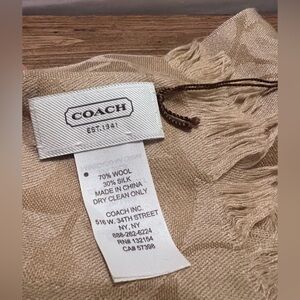 COACH
EST. 1941
70% WOOL
30% SILK
MADE IN CHINA
DRY CLEAN ONLY
COACH INC.
516 W. 34TH STREET
NY, NY
888-262-6224
RN# 132154
CA# 57398